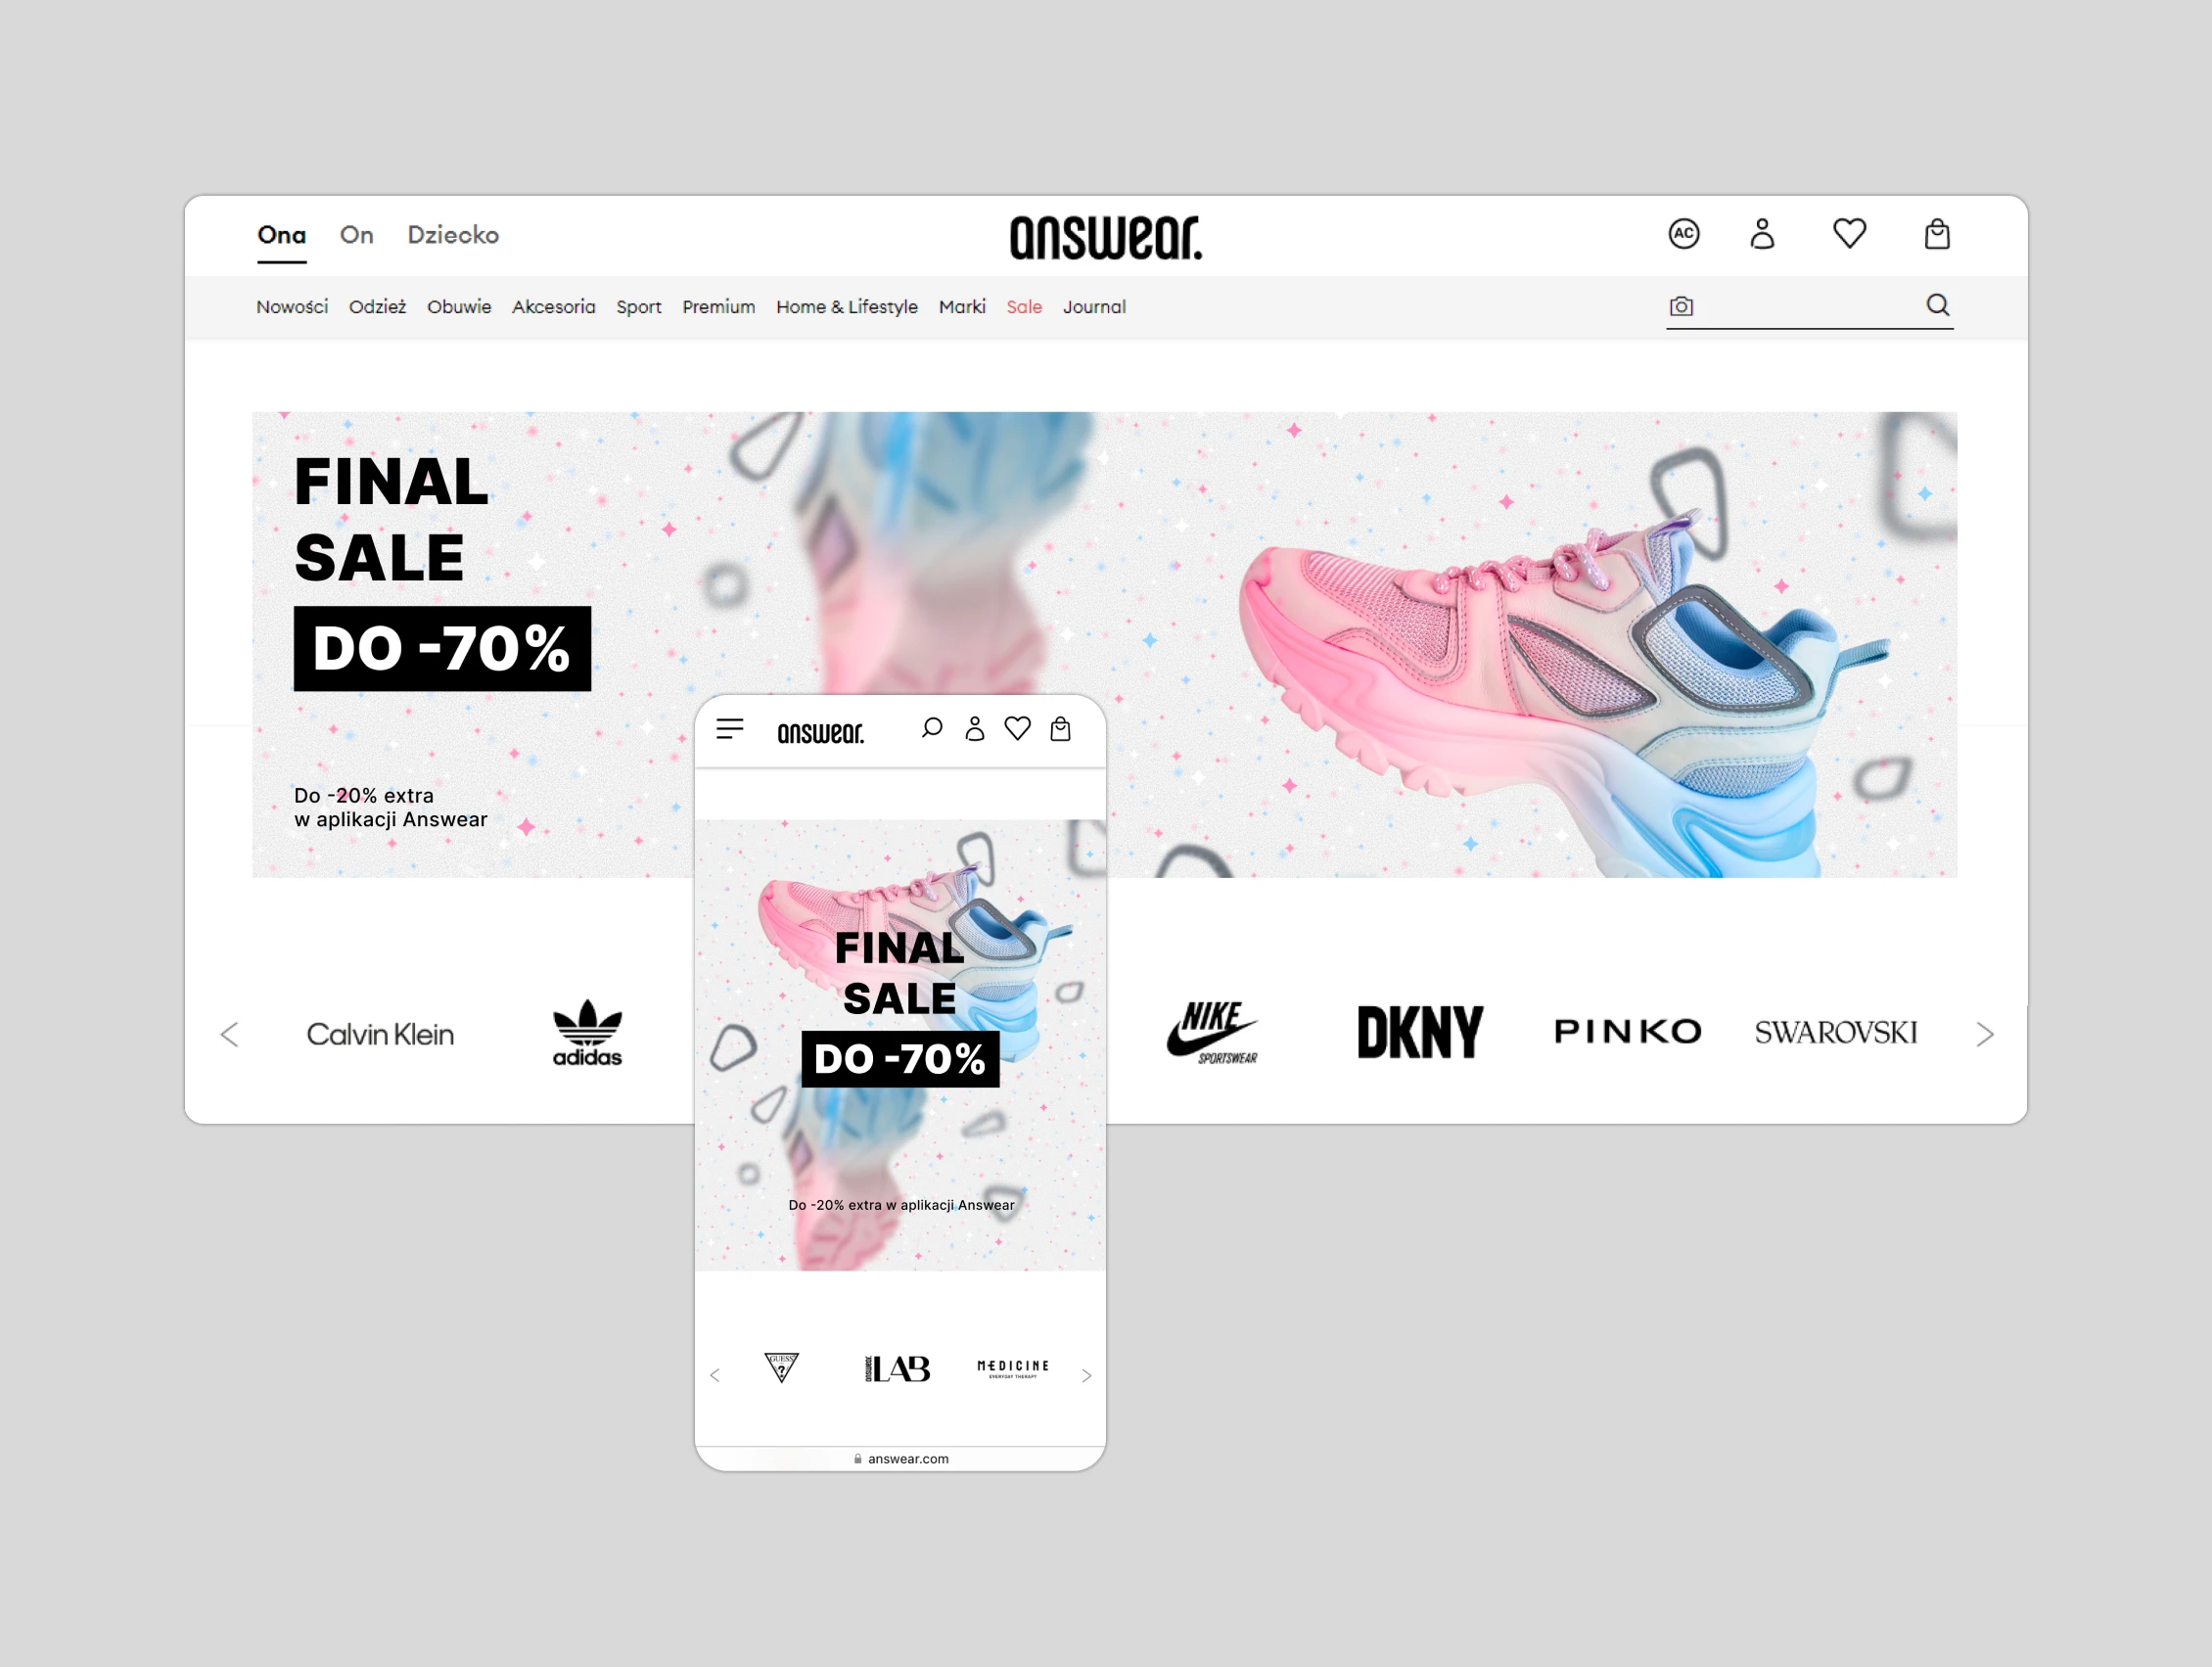 Ona On Dziecko
answear.
AC
Nowości Odzież Obuwie Akcesoria Sport Premium Home & Lifestyle Marki Sale Journal
FINAL
SALE
DO -70%
Do -20% extra
w aplikacji Answear
Calvin Klein
adidas
NIKE
SPORTSWEAR
DKNY
PINKO
SWAROVSKI
answear.
FINAL
SALE
DO -70%
Do -20% extra w aplikacji Answear
GUESS
?
answear. LAB
MEDICINE
EVERYDAY THERAPY
answear.com